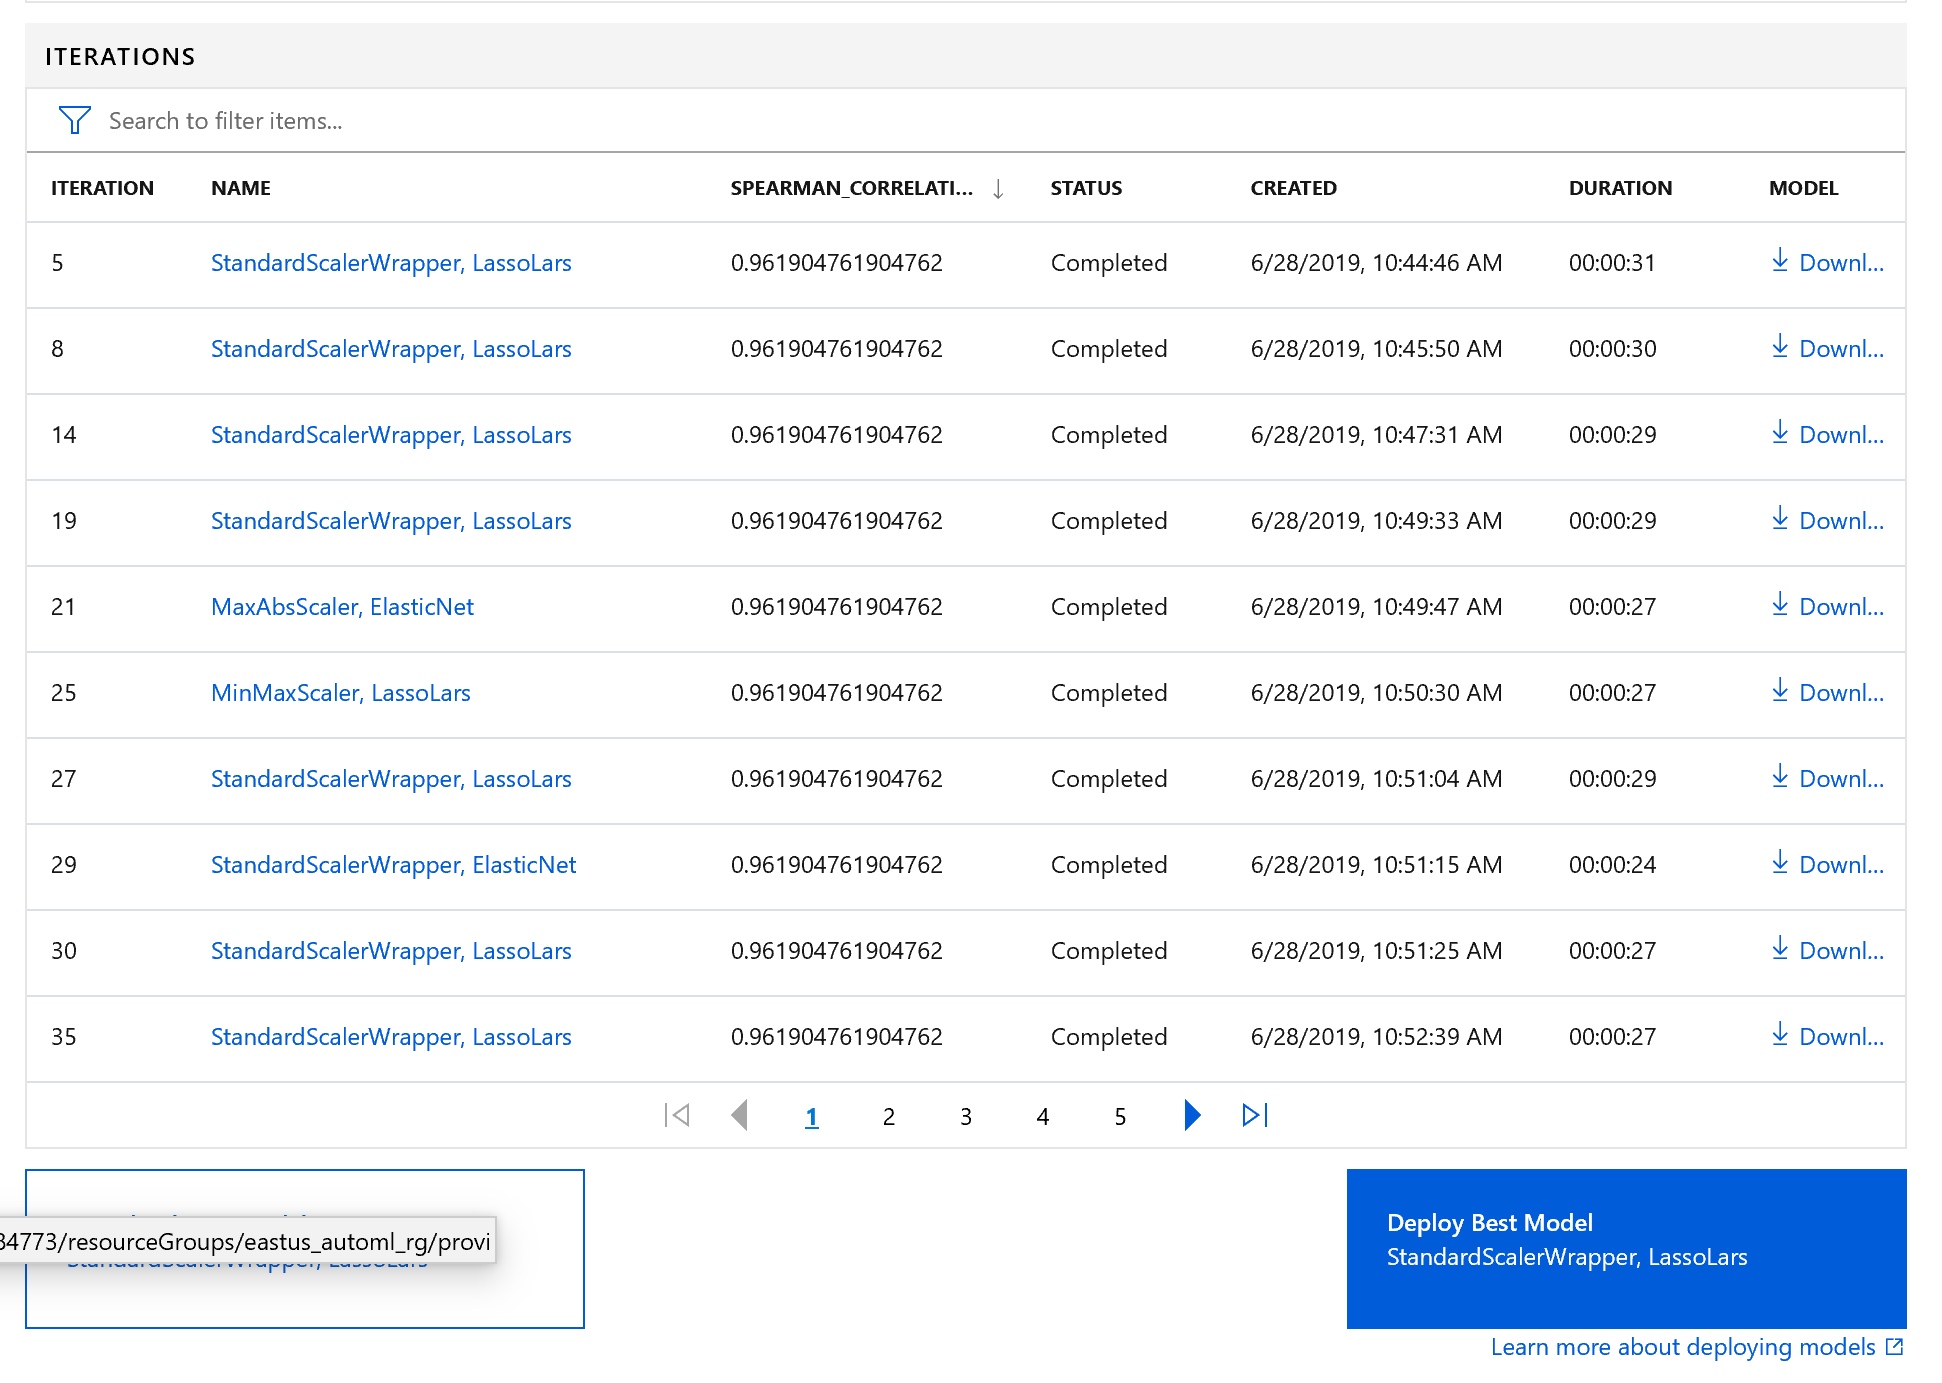 ITERATIONS
Search to filter items...
ITERATION NAME SPEARMAN_CORRELATI... ↓ STATUS CREATED DURATION MODEL
5 StandardScalerWrapper, LassoLars 0.961904761904762 Completed 6/28/2019, 10:44:46 AM 00:00:31 Downl...
8 StandardScalerWrapper, LassoLars 0.961904761904762 Completed 6/28/2019, 10:45:50 AM 00:00:30 Downl...
14 StandardScalerWrapper, LassoLars 0.961904761904762 Completed 6/28/2019, 10:47:31 AM 00:00:29 Downl...
19 StandardScalerWrapper, LassoLars 0.961904761904762 Completed 6/28/2019, 10:49:33 AM 00:00:29 Downl...
21 MaxAbsScaler, ElasticNet 0.961904761904762 Completed 6/28/2019, 10:49:47 AM 00:00:27 Downl...
25 MinMaxScaler, LassoLars 0.961904761904762 Completed 6/28/2019, 10:50:30 AM 00:00:27 Downl...
27 StandardScalerWrapper, LassoLars 0.961904761904762 Completed 6/28/2019, 10:51:04 AM 00:00:29 Downl...
29 StandardScalerWrapper, ElasticNet 0.961904761904762 Completed 6/28/2019, 10:51:15 AM 00:00:24 Downl...
30 StandardScalerWrapper, LassoLars 0.961904761904762 Completed 6/28/2019, 10:51:25 AM 00:00:27 Downl...
35 StandardScalerWrapper, LassoLars 0.961904761904762 Completed 6/28/2019, 10:52:39 AM 00:00:27 Downl...
1 2 3 4 5
34773/resourceGroups/eastus_automl_rg/provi
StandardScalerWrapper, LassoLars
Deploy Best Model
StandardScalerWrapper, LassoLars
Learn more about deploying models